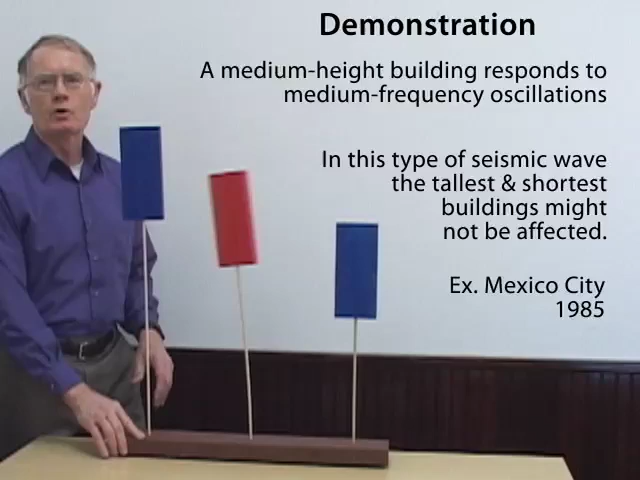 Demonstration
A medium-height building responds to
medium-frequency oscillations
In this type of seismic wave
the tallest & shortest
buildings might
not be affected.
Ex. Mexico City
1985